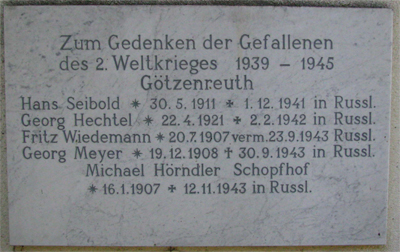 Zum Gedenken der Gefallenen
des 2. Weltkrieges 1939 - 1945
Götzenreuth
Hans Seibold * 30.5.1911 ✝ 1.12.1941 in Russl.
Georg Hechtel * 22.4.1921 ✝ 2.2.1942 in Russl.
Fritz Wiedemann * 20.7.1907 verm. 23.9.1943 Russl.
Georg Meyer * 19.12.1908 ✝ 30.9.1943 in Russl.
Michael Hörndler Schopfhof
* 16.1.1907 ✝ 12.11.1943 in Russl.